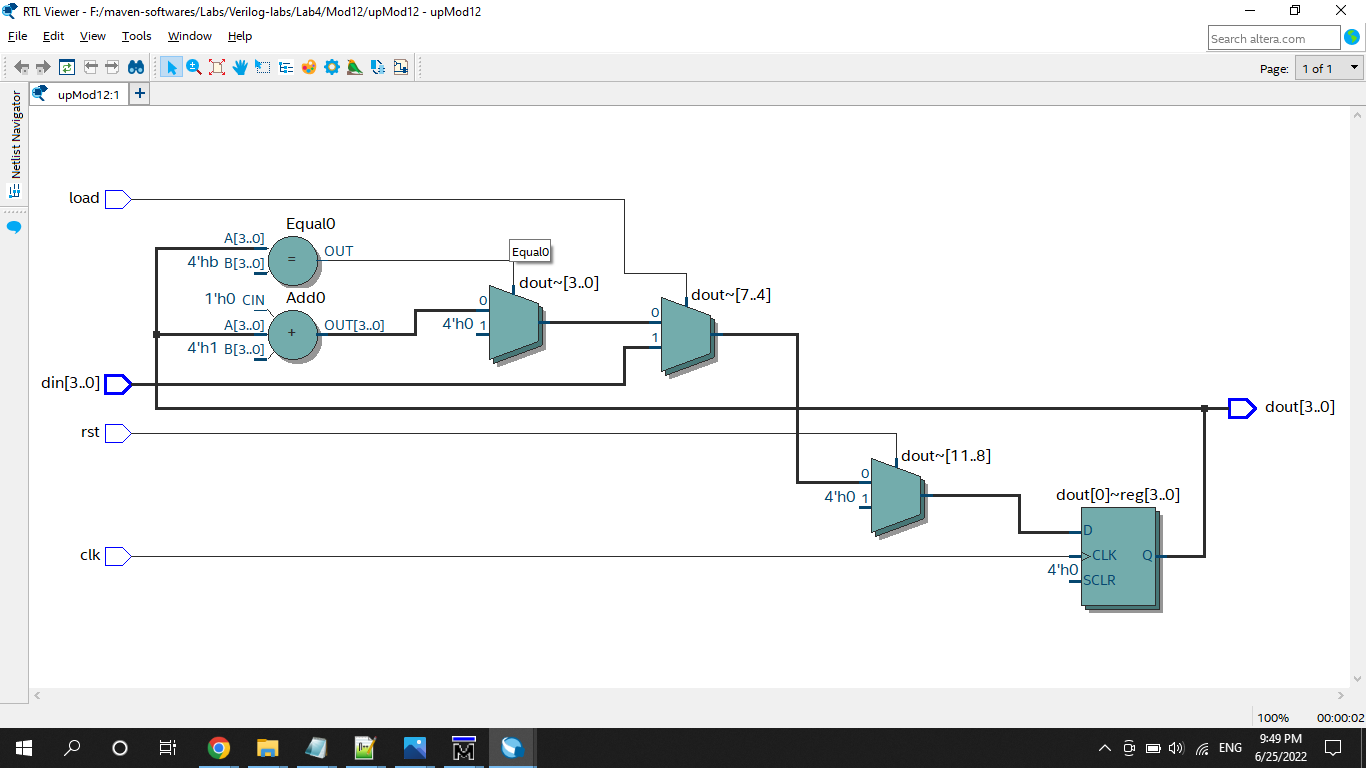 RTL Viewer - F:/maven-softwares/Labs/Verilog-labs/Lab4/Mod12/upMod12 - upMod12
File Edit View Tools Window Help
Search altera.com
Page: 1 of 1
upMod12:1
Netlist Navigator
load
Equal0
A[3..0]
OUT
Equal0
4'hb B[3..0]
=
dout~[3..0]
1'h0 CIN
Add0
dout~[7..4]
0
A[3..0]
OUT[3..0]
4'h0 1
0
+
4'h1 B[3..0]
1
din[3..0]
dout[3..0]
rst
dout~[11..8]
0
4'h0 1
dout[0]~reg[3..0]
D
clk
CLK
Q
4'h0
SCLR
100% 00:00:02
ENG
9:49 PM
6/25/2022